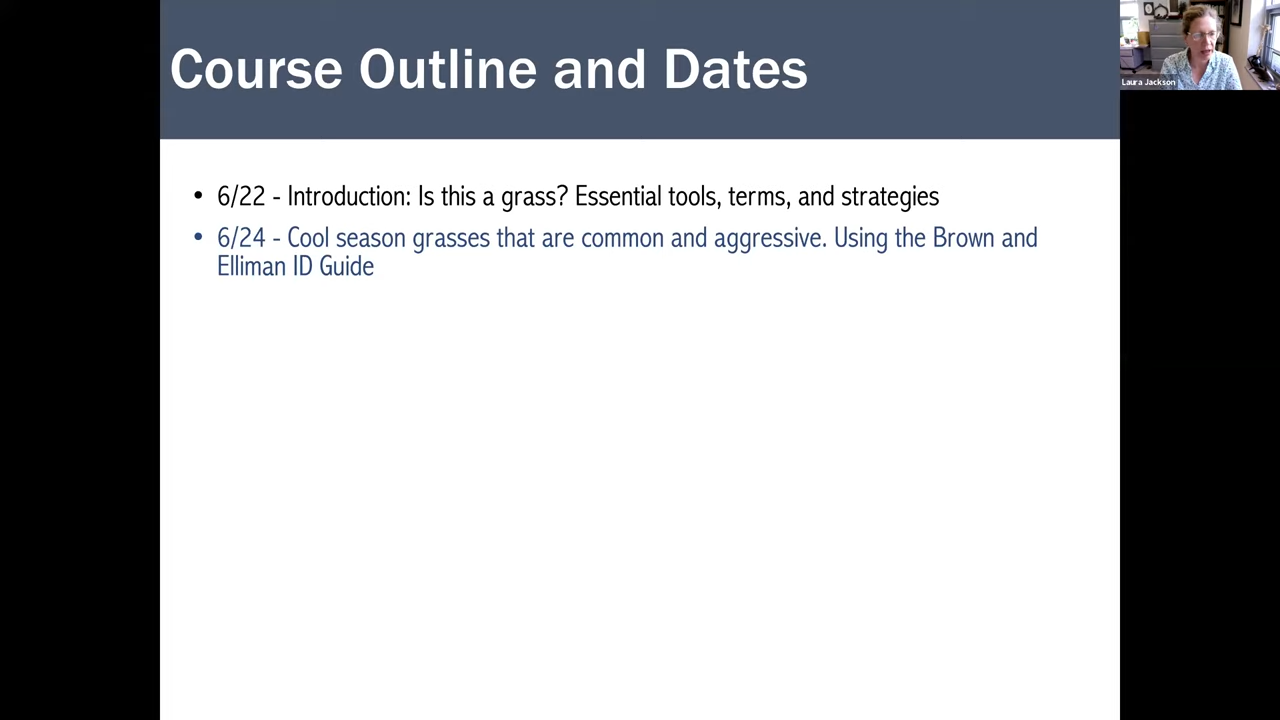 Course Outline and Dates
Laura Jackson
• 6/22 - Introduction: Is this a grass? Essential tools, terms, and strategies
• 6/24 - Cool season grasses that are common and aggressive. Using the Brown and
Elliman ID Guide